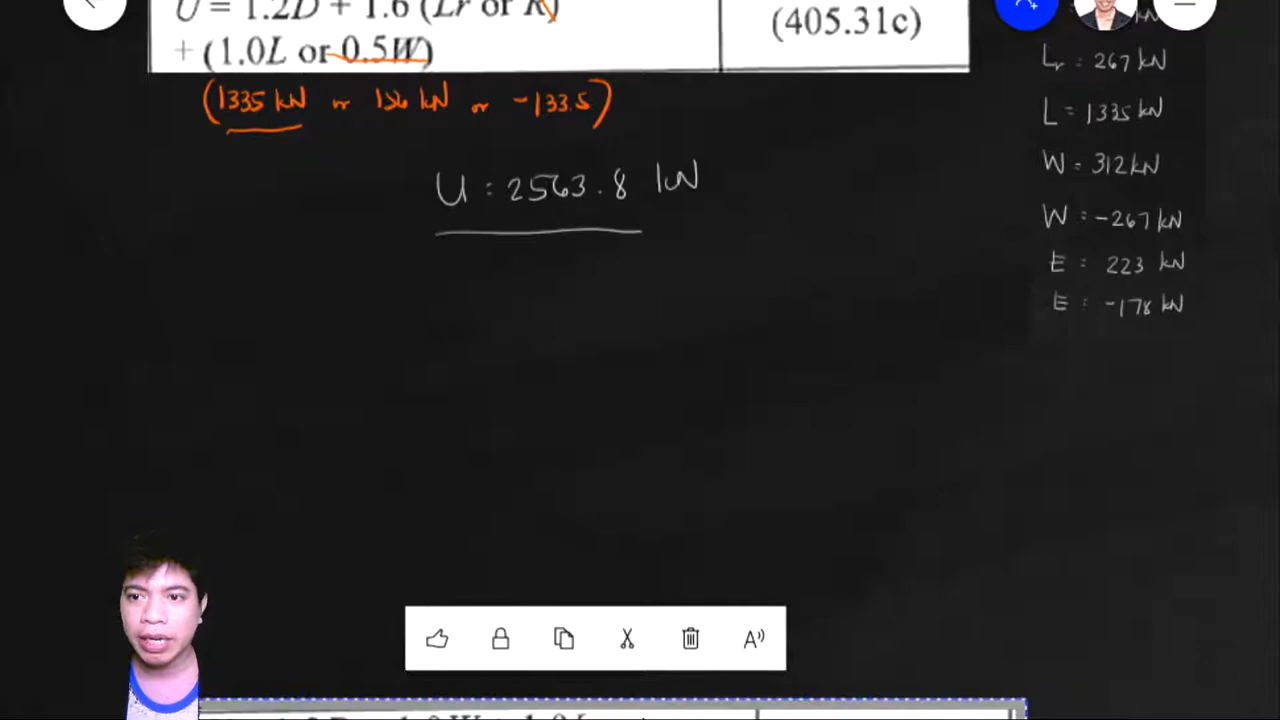 U = 1.2D + 1.6 (Lr or R)
+ (1.0L or 0.5W)
(405.31c)
(1335 kN or 156 kN or -133.5)
U = 2563.8 kN
kN
Lr = 267 kN
L = 1335 kN
W = 312 kN
W = -267 kN
E = 223 kN
E = -178 kN
A